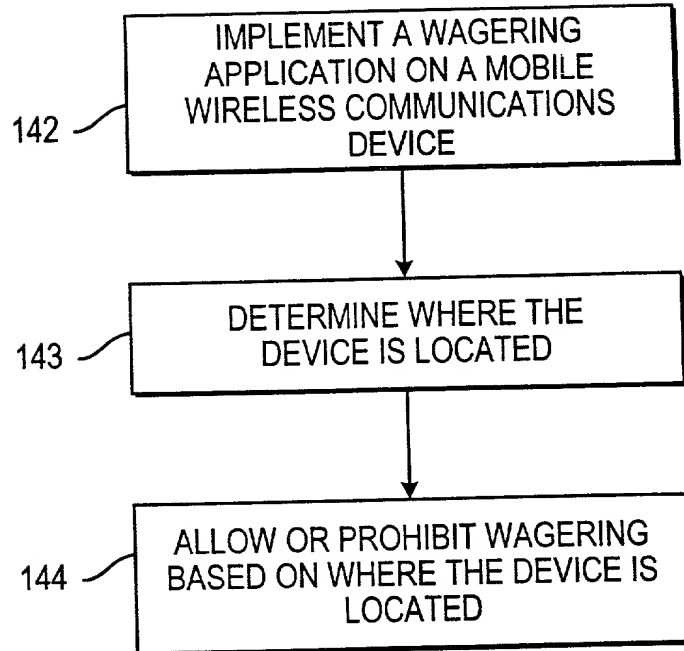 IMPLEMENT A WAGERING
APPLICATION ON A MOBILE
WIRELESS COMMUNICATIONS
DEVICE
142
DETERMINE WHERE THE
DEVICE IS LOCATED
143
ALLOW OR PROHIBIT WAGERING
BASED ON WHERE THE DEVICE IS
LOCATED
144